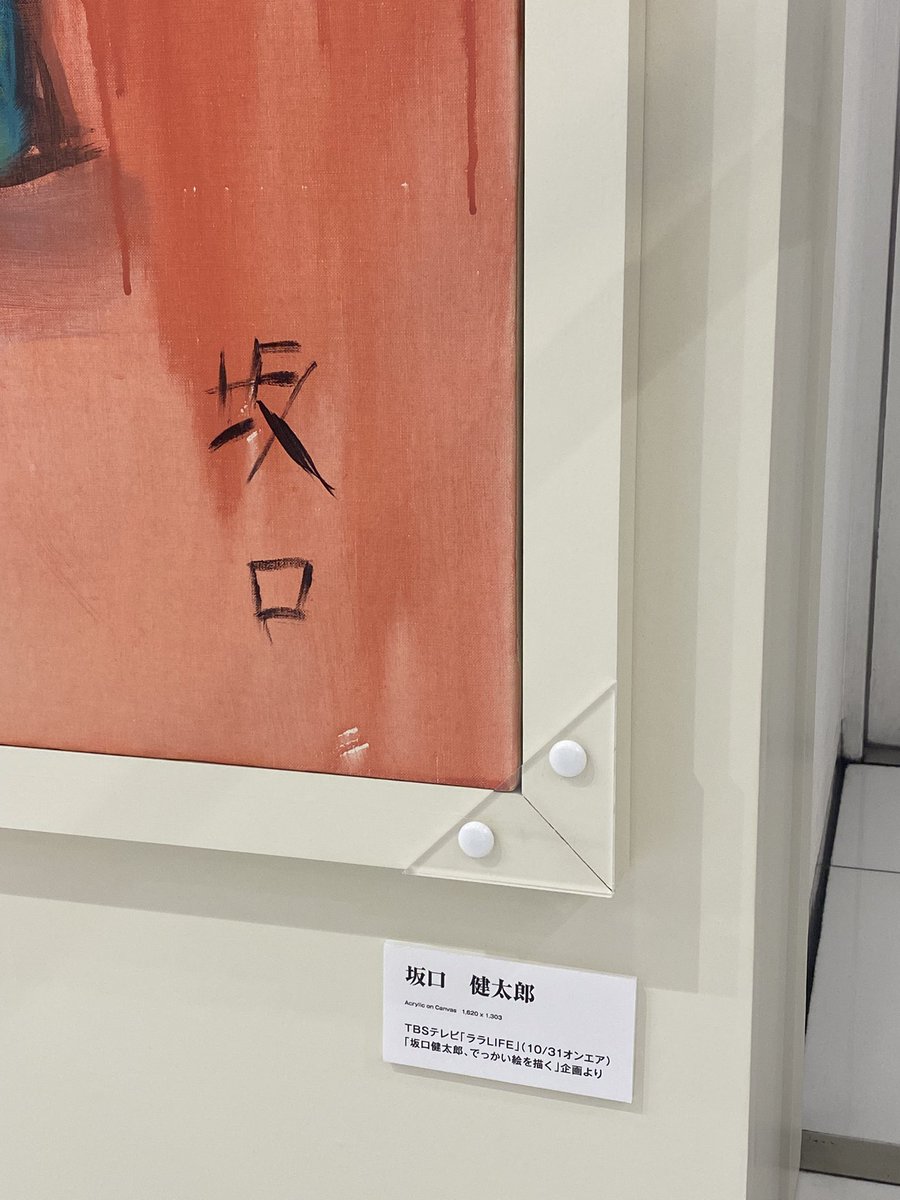 坂
口
坂口　健太郎
Acrylic on Canvas 1,620 x 1,303
TBSテレビ「ララLIFE」(10/31オンエア)
「坂口健太郎、でっかい絵を描く」企画より